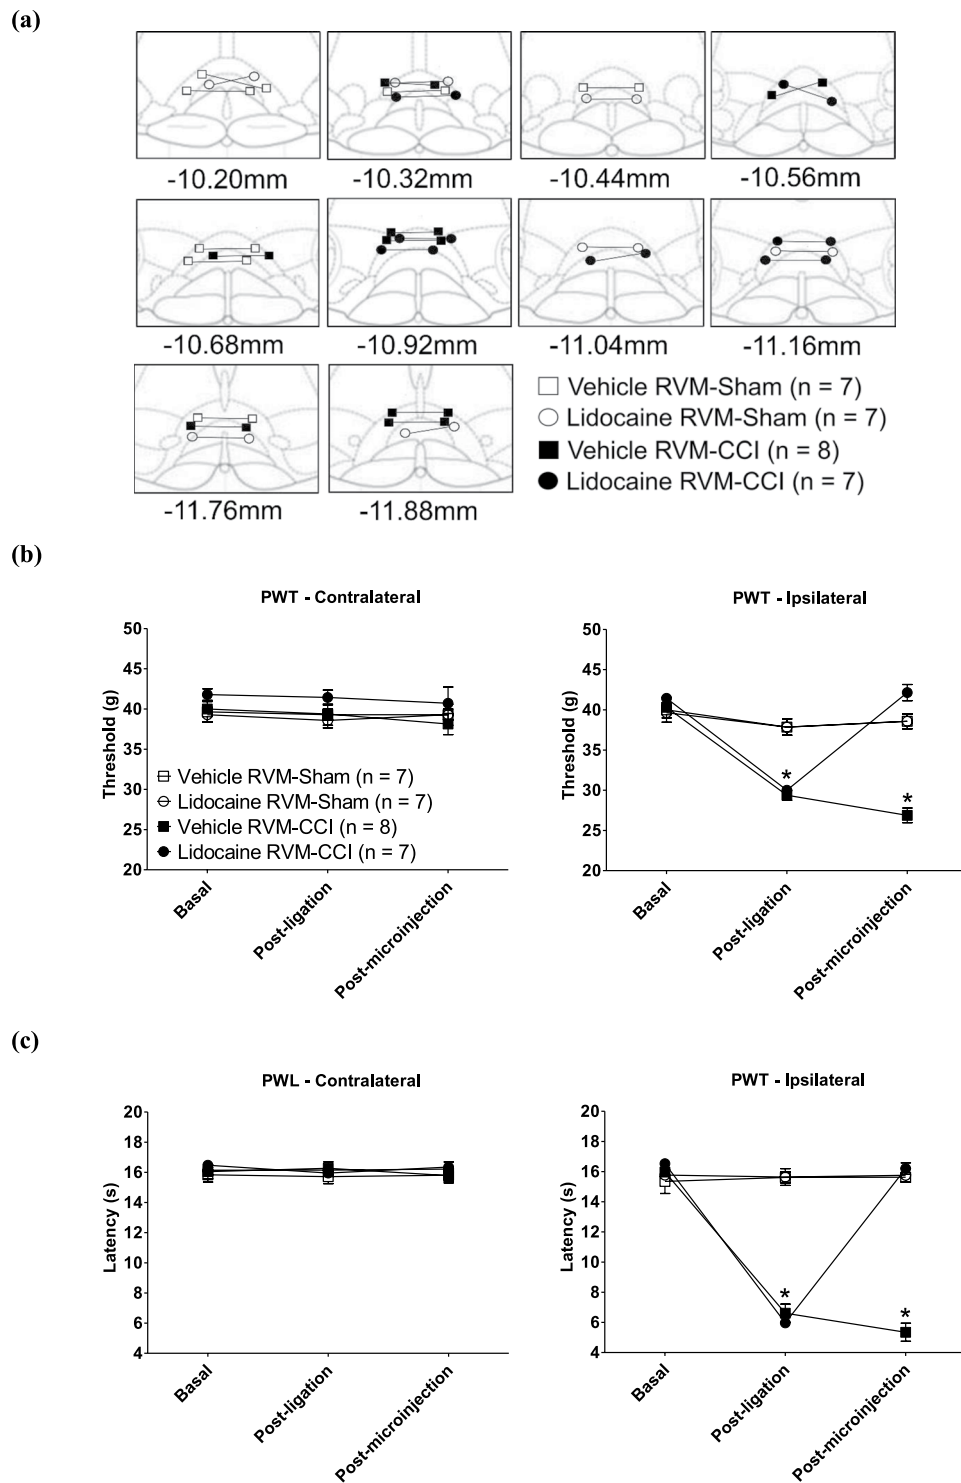 (a)
-10.20mm
-10.32mm
-10.44mm
-10.56mm
-10.68mm
-10.92mm
-11.04mm
-11.16mm
-11.76mm
-11.88mm
Vehicle RVM-Sham (n = 7)
Lidocaine RVM-Sham (n = 7)
Vehicle RVM-CCI (n = 8)
Lidocaine RVM-CCI (n = 7)
(b)
PWT - Contralateral
Threshold (g)
50
45
40
35
30
25
20
Vehicle RVM-Sham (n = 7)
Lidocaine RVM-Sham (n = 7)
Vehicle RVM-CCI (n = 8)
Lidocaine RVM-CCI (n = 7)
Basal
Post-ligation
Post-microinjection
PWT - Ipsilateral
Threshold (g)
50
45
40
35
30
25
20
*
*
Basal
Post-ligation
Post-microinjection
(c)
PWL - Contralateral
Latency (s)
20
18
16
14
12
10
8
6
4
Basal
Post-ligation
Post-microinjection
PWT - Ipsilateral
Latency (s)
20
18
16
14
12
10
8
6
4
*
*
Basal
Post-ligation
Post-microinjection